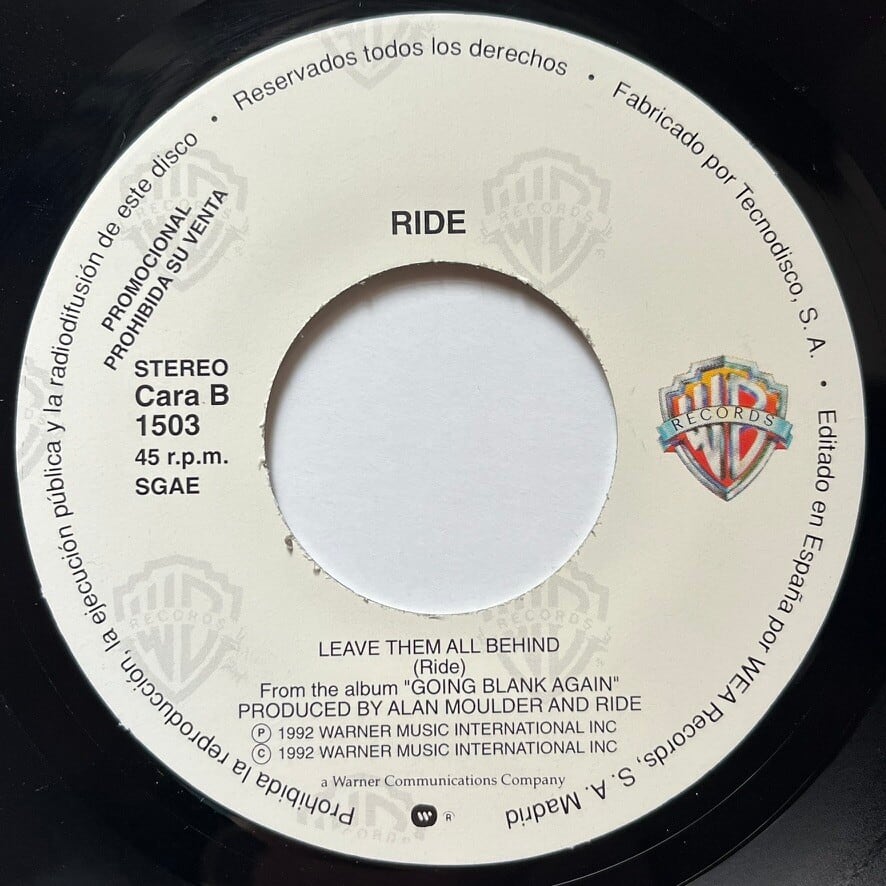 Prohibida la reproducción, la ejecución pública y la radiodifusión de este disco • Reservados todos los derechos • Fabricado por Tecnodisco, S. A. • Editado en España por WEA Records, S. A. Madrid
RIDE
PROMOCIONAL
PROHIBIDA SU VENTA
STEREO
Cara B
1503
45 r.p.m.
SGAE
WB
RECORDS
LEAVE THEM ALL BEHIND
(Ride)
From the album "GOING BLANK AGAIN"
PRODUCED BY ALAN MOULDER AND RIDE
Ⓟ 1992 WARNER MUSIC INTERNATIONAL INC
© 1992 WARNER MUSIC INTERNATIONAL INC
a Warner Communications Company
®